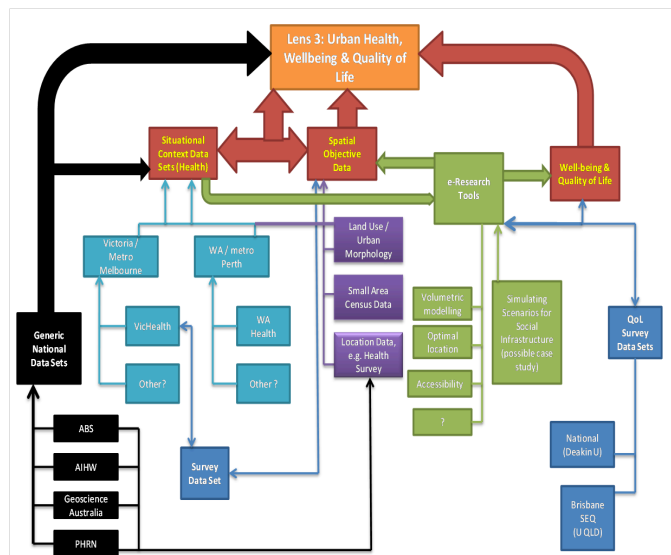 Lens 3: Urban Health,
Wellbeing & Quality of
Life
Situational
Context Data
Sets (Health)
Spatial
Objective
Data
e-Research
Tools
Well-being &
Quality of Life
Victoria /
Metro
Melbourne
WA / metro
Perth
Land Use /
Urban
Morphology
Small Area
Census Data
Location Data,
e.g. Health
Survey
VicHealth
Other?
WA
Health
Other ?
Volumetric
modelling
Optimal
location
Accessibility
?
Simulating
Scenarios for
Social
Infrastructure
(possible case
study)
QoL
Survey
Data Sets
Generic
National
Data Sets
ABS
AIHW
Geoscience
Australia
PHRN
Survey
Data Set
National
(Deakin U)
Brisbane
SEQ
(U QLD)